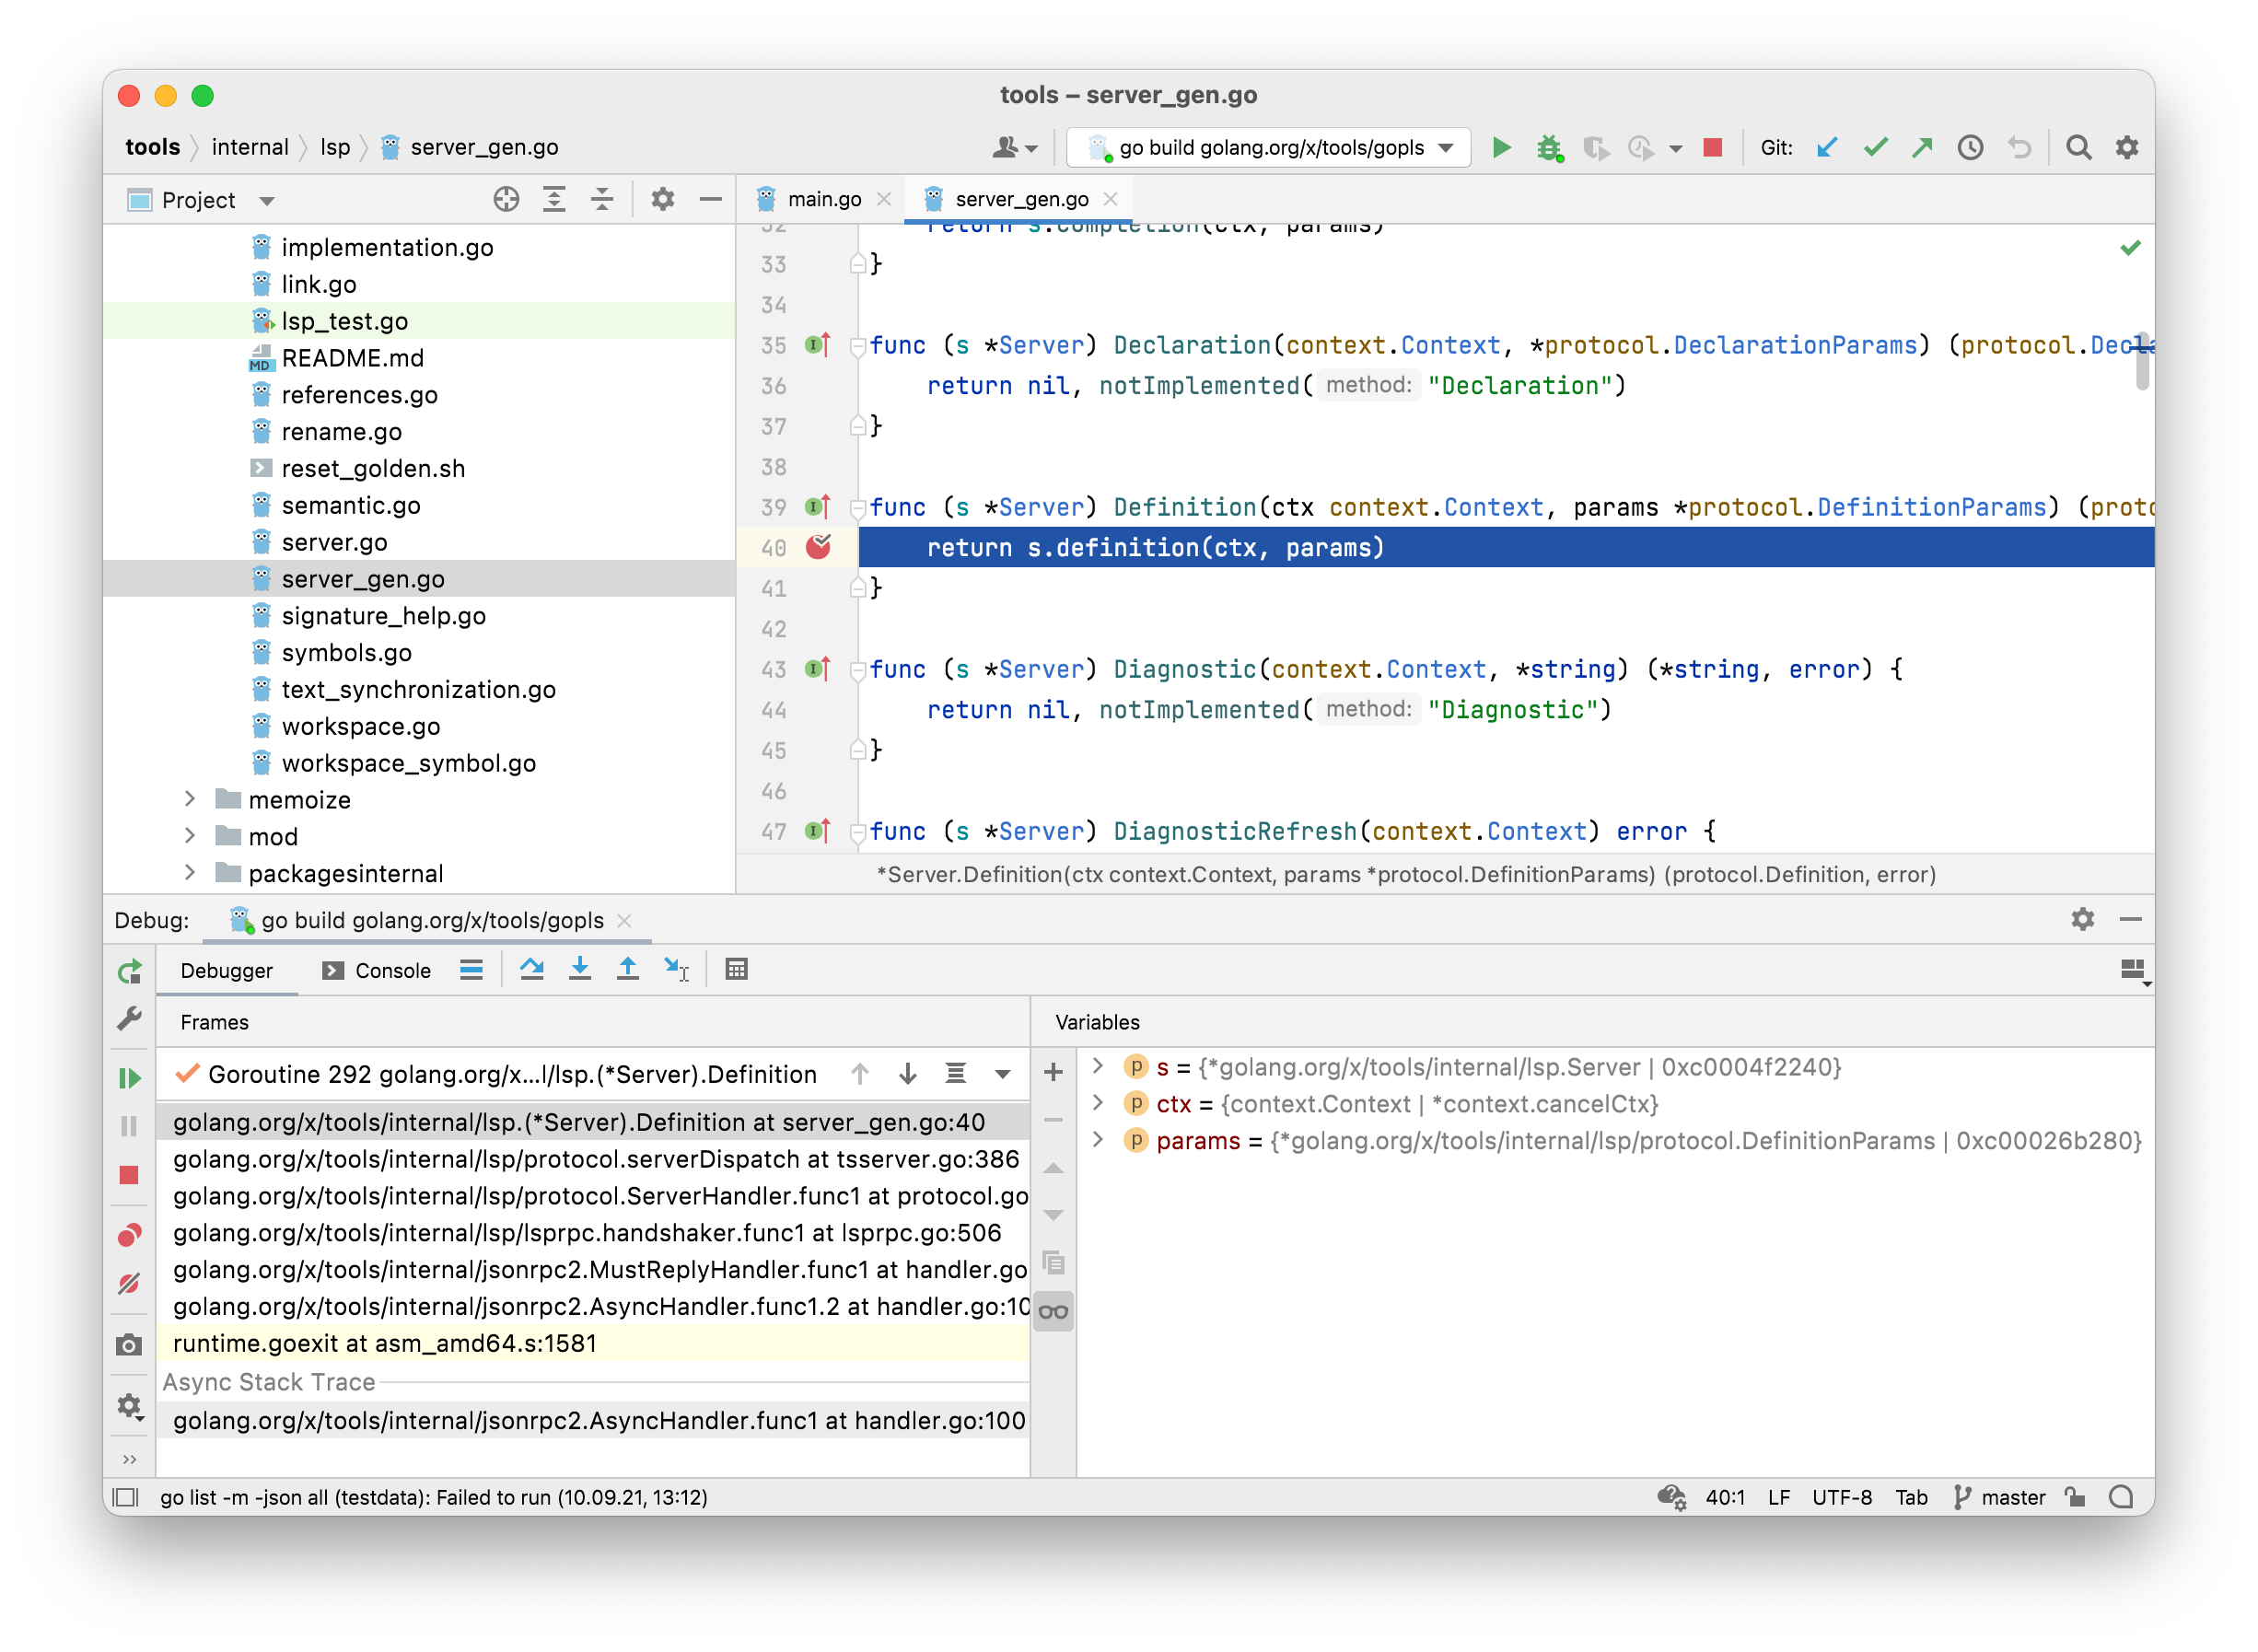 tools – server_gen.go
tools internal lsp server_gen.go
go build golang.org/x/tools/gopls
Git:
Project
implementation.go
link.go
lsp_test.go
MD README.md
references.go
rename.go
reset_golden.sh
semantic.go
server.go
server_gen.go
signature_help.go
symbols.go
text_synchronization.go
workspace.go
workspace_symbol.go
memoize
mod
packagesinternal
main.go
server_gen.go
32 return s.completion(ctx, params)
33 }
34
35 func (s *Server) Declaration(context.Context, *protocol.DeclarationParams) (protocol.Decla
36 return nil, notImplemented( method: "Declaration")
37 }
38
39 func (s *Server) Definition(ctx context.Context, params *protocol.DefinitionParams) (proto
40 return s.definition(ctx, params)
41 }
42
43 func (s *Server) Diagnostic(context.Context, *string) (*string, error) {
44 return nil, notImplemented( method: "Diagnostic")
45 }
46
47 func (s *Server) DiagnosticRefresh(context.Context) error {
*Server.Definition(ctx context.Context, params *protocol.DefinitionParams) (protocol.Definition, error)
Debug: go build golang.org/x/tools/gopls
Debugger
Console
Frames
Goroutine 292 golang.org/x...l/lsp.(*Server).Definition
golang.org/x/tools/internal/lsp.(*Server).Definition at server_gen.go:40
golang.org/x/tools/internal/lsp/protocol.serverDispatch at tsserver.go:386
golang.org/x/tools/internal/lsp/protocol.ServerHandler.func1 at protocol.go
golang.org/x/tools/internal/lsp/lsprpc.handshaker.func1 at lsprpc.go:506
golang.org/x/tools/internal/jsonrpc2.MustReplyHandler.func1 at handler.go
golang.org/x/tools/internal/jsonrpc2.AsyncHandler.func1.2 at handler.go:10
runtime.goexit at asm_amd64.s:1581
Async Stack Trace
golang.org/x/tools/internal/jsonrpc2.AsyncHandler.func1 at handler.go:100
Variables
p s = {*golang.org/x/tools/internal/lsp.Server | 0xc0004f2240}
p ctx = {context.Context | *context.cancelCtx}
p params = {*golang.org/x/tools/internal/lsp/protocol.DefinitionParams | 0xc00026b280}
go list -m -json all (testdata): Failed to run (10.09.21, 13:12)
40:1 LF UTF-8 Tab master